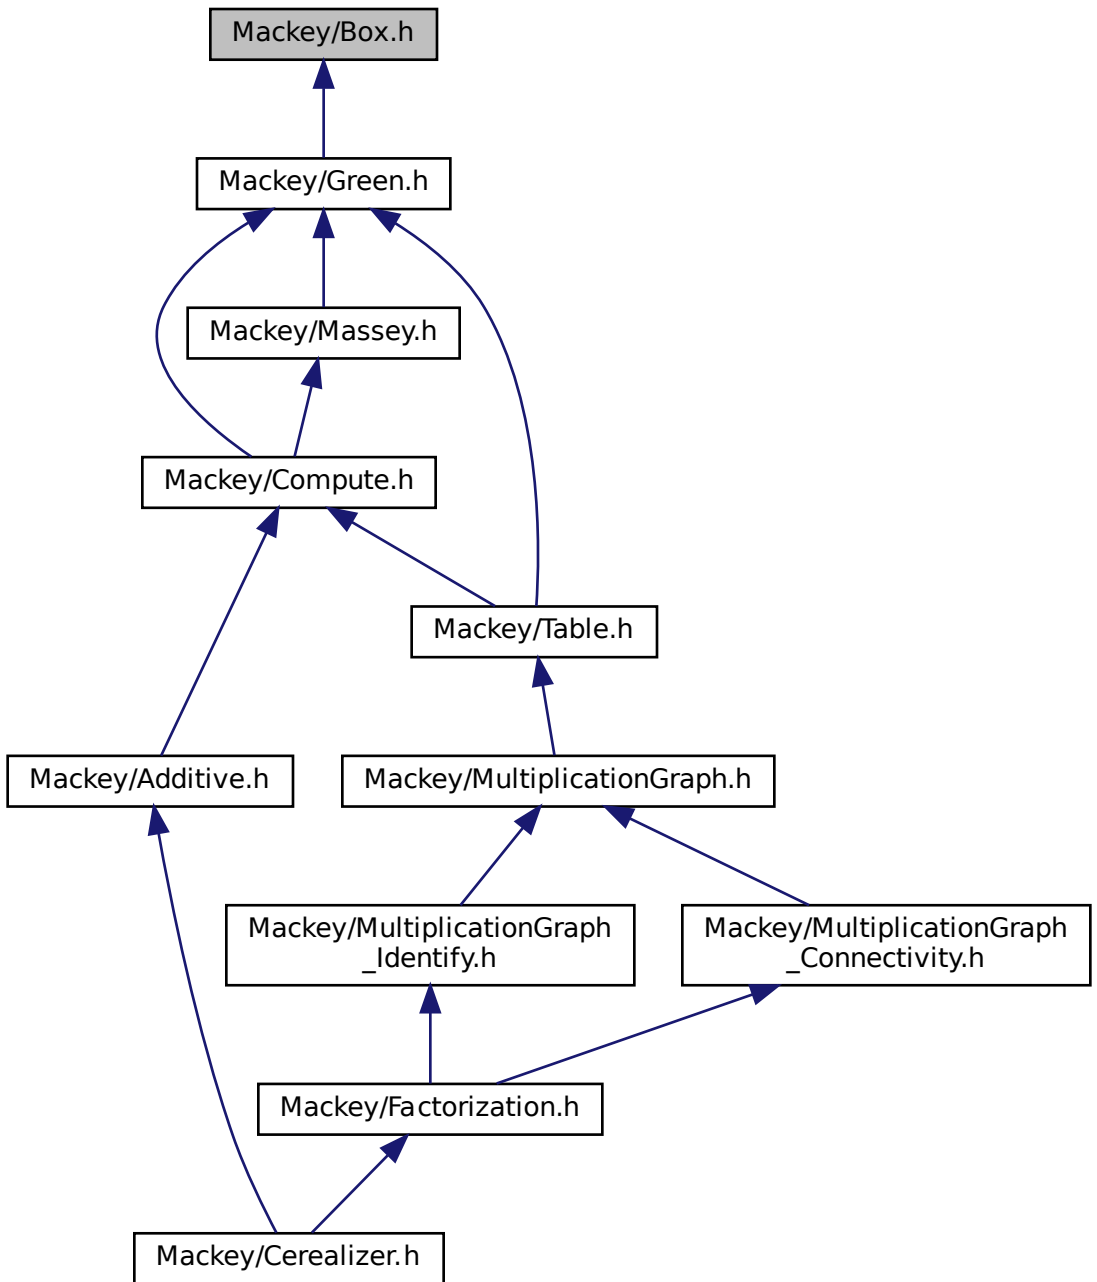 Mackey/Box.h
Mackey/Green.h
Mackey/Massey.h
Mackey/Compute.h
Mackey/Table.h
Mackey/Additive.h
Mackey/MultiplicationGraph.h
Mackey/MultiplicationGraph
_Identify.h
Mackey/MultiplicationGraph
_Connectivity.h
Mackey/Factorization.h
Mackey/Cerealizer.h